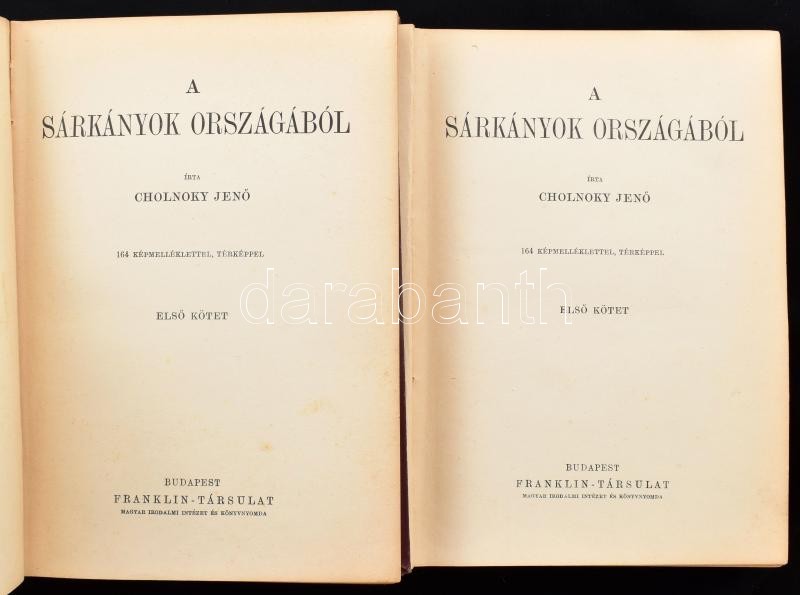 A
SÁRKÁNYOK ORSZÁGÁBÓL
ÍRTA
CHOLNOKY JENŐ
164 KÉPMELLÉKLETTEL, TÉRKÉPPEL
ELSŐ KÖTET
BUDAPEST
FRANKLIN-TÁRSULAT
MAGYAR IRODALMI INTÉZET ÉS KÖNYVNYOMDA
A
SÁRKÁNYOK ORSZÁGÁBÓL
ÍRTA
CHOLNOKY JENŐ
164 KÉPMELLÉKLETTEL, TÉRKÉPPEL
ELSŐ KÖTET
BUDAPEST
FRANKLIN-TÁRSULAT
MAGYAR IRODALMI INTÉZET ÉS KÖNYVNYOMDA
darabanth